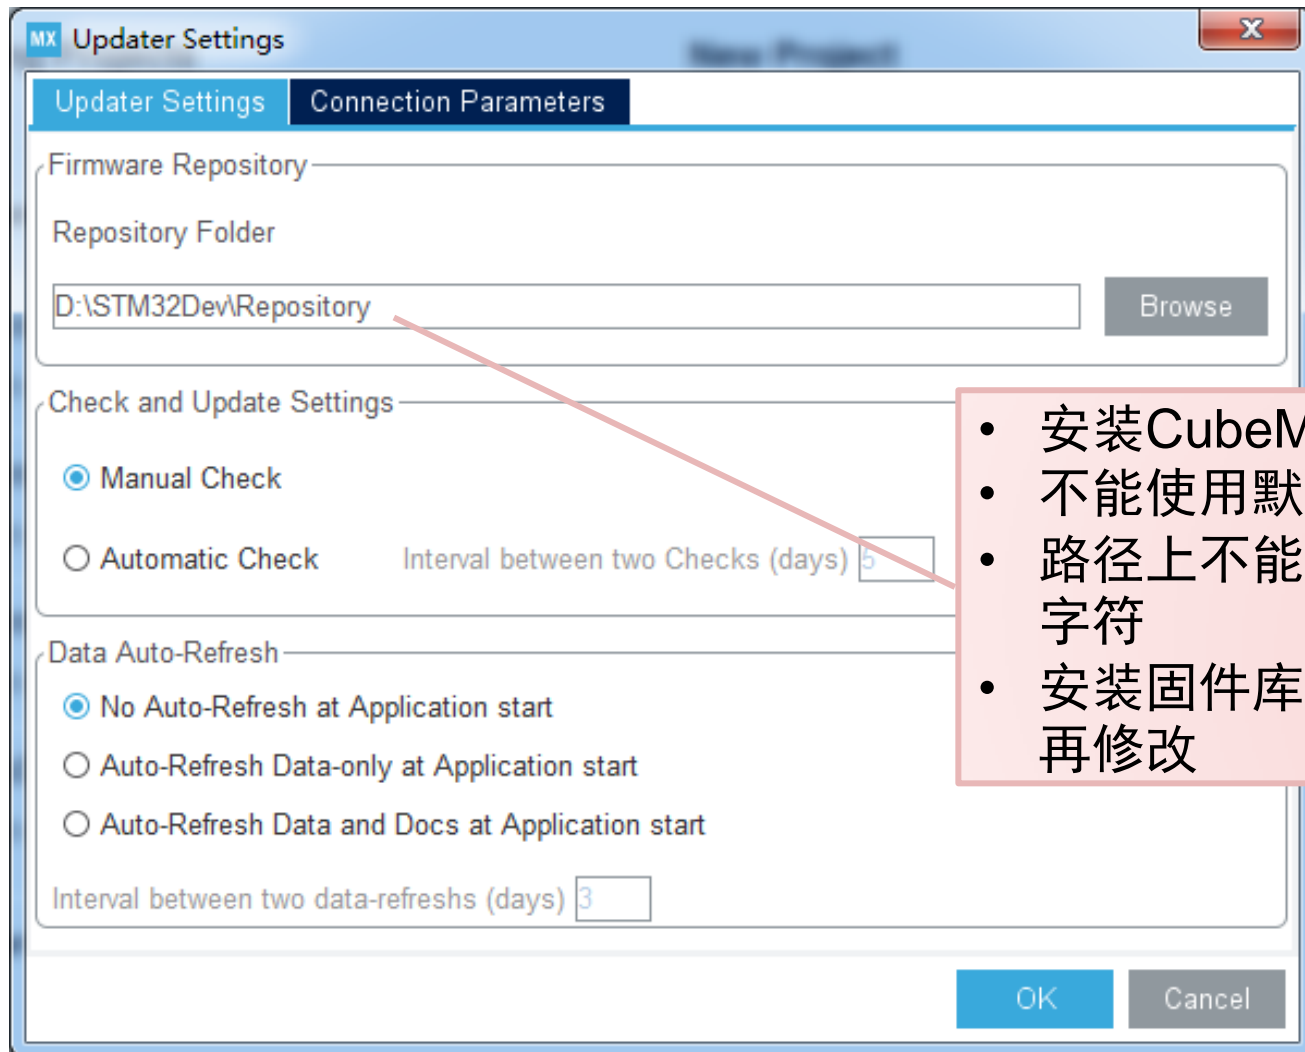 MX Updater Settings
New Project
Updater Settings
Connection Parameters
Firmware Repository
Repository Folder
D:\STM32Dev\Repository
Browse
Check and Update Settings
Manual Check
Automatic Check
Interval between two Checks (days) 5
Data Auto-Refresh
No Auto-Refresh at Application start
Auto-Refresh Data-only at Application start
Auto-Refresh Data and Docs at Application start
Interval between two data-refreshs (days) 3
OK
Cancel
• 安装CubeM
• 不能使用默
• 路径上不能
字符
• 安装固件库
再修改